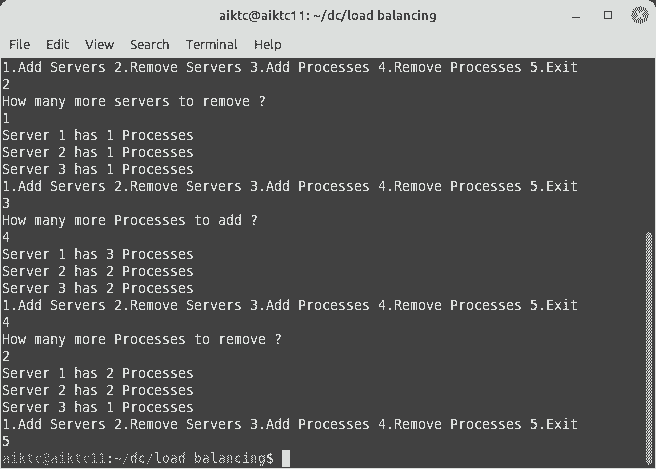 aiktc@aiktc11: ~/dc/load balancing
File Edit View Search Terminal Help
1.Add Servers 2.Remove Servers 3.Add Processes 4.Remove Processes 5.Exit
2
How many more servers to remove ?
1
Server 1 has 1 Processes
Server 2 has 1 Processes
Server 3 has 1 Processes
1.Add Servers 2.Remove Servers 3.Add Processes 4.Remove Processes 5.Exit
3
How many more Processes to add ?
4
Server 1 has 3 Processes
Server 2 has 2 Processes
Server 3 has 2 Processes
1.Add Servers 2.Remove Servers 3.Add Processes 4.Remove Processes 5.Exit
4
How many more Processes to remove ?
2
Server 1 has 2 Processes
Server 2 has 2 Processes
Server 3 has 1 Processes
1.Add Servers 2.Remove Servers 3.Add Processes 4.Remove Processes 5.Exit
5
aiktc@aiktc11:~/dc/load balancing$